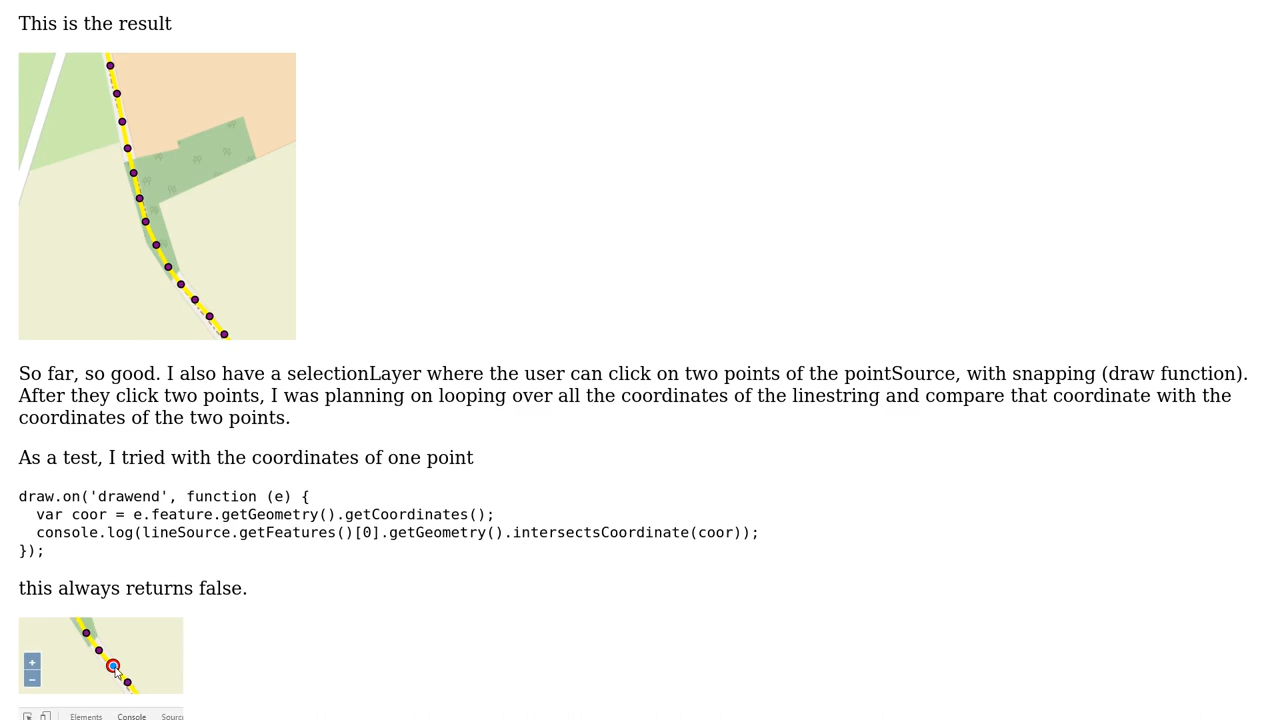 This is the result
So far, so good. I also have a selectionLayer where the user can click on two points of the pointSource, with snapping (draw function).
After they click two points, I was planning on looping over all the coordinates of the linestring and compare that coordinate with the
coordinates of the two points.
As a test, I tried with the coordinates of one point
draw.on('drawend', function (e) {
  var coor = e.feature.getGeometry().getCoordinates();
  console.log(lineSource.getFeatures()[0].getGeometry().intersectsCoordinate(coor));
});
this always returns false.
+
−
Elements Console Sourc